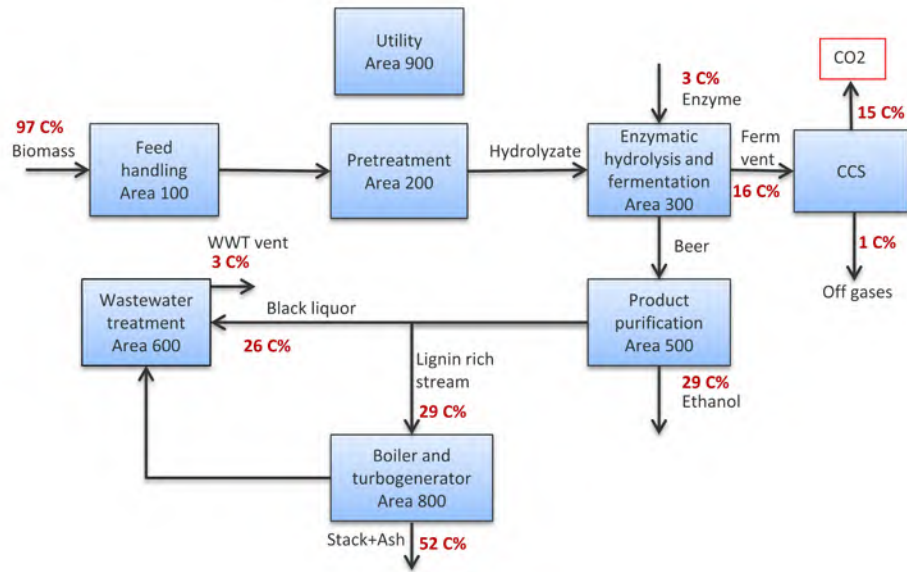 Utility
Area 900
CO2
3 C%
Enzyme
15 C%
97 C%
Biomass
Feed
handling
Area 100
Pretreatment
Area 200
Hydrolyzate
Enzymatic
hydrolysis and
fermentation
Area 300
Ferm
vent
16 C%
CCS
WWT vent
3 C%
Beer
1 C%
Off gases
Wastewater
treatment
Area 600
Black liquor
26 C%
Product
purification
Area 500
Lignin rich
stream
29 C%
29 C%
Ethanol
Boiler and
turbogenerator
Area 800
Stack+Ash
52 C%